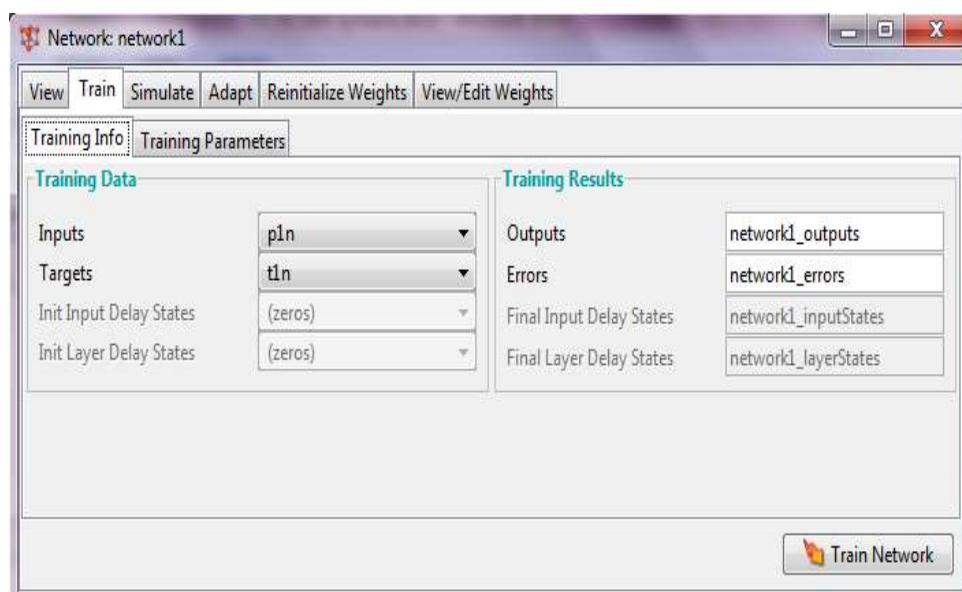 Network: network1
View Train Simulate Adapt Reinitialize Weights View/Edit Weights
Training Info Training Parameters
Training Data
Inputs p1n
Targets t1n
Init Input Delay States (zeros)
Init Layer Delay States (zeros)
Training Results
Outputs network1_outputs
Errors network1_errors
Final Input Delay States network1_inputStates
Final Layer Delay States network1_layerStates
Train Network